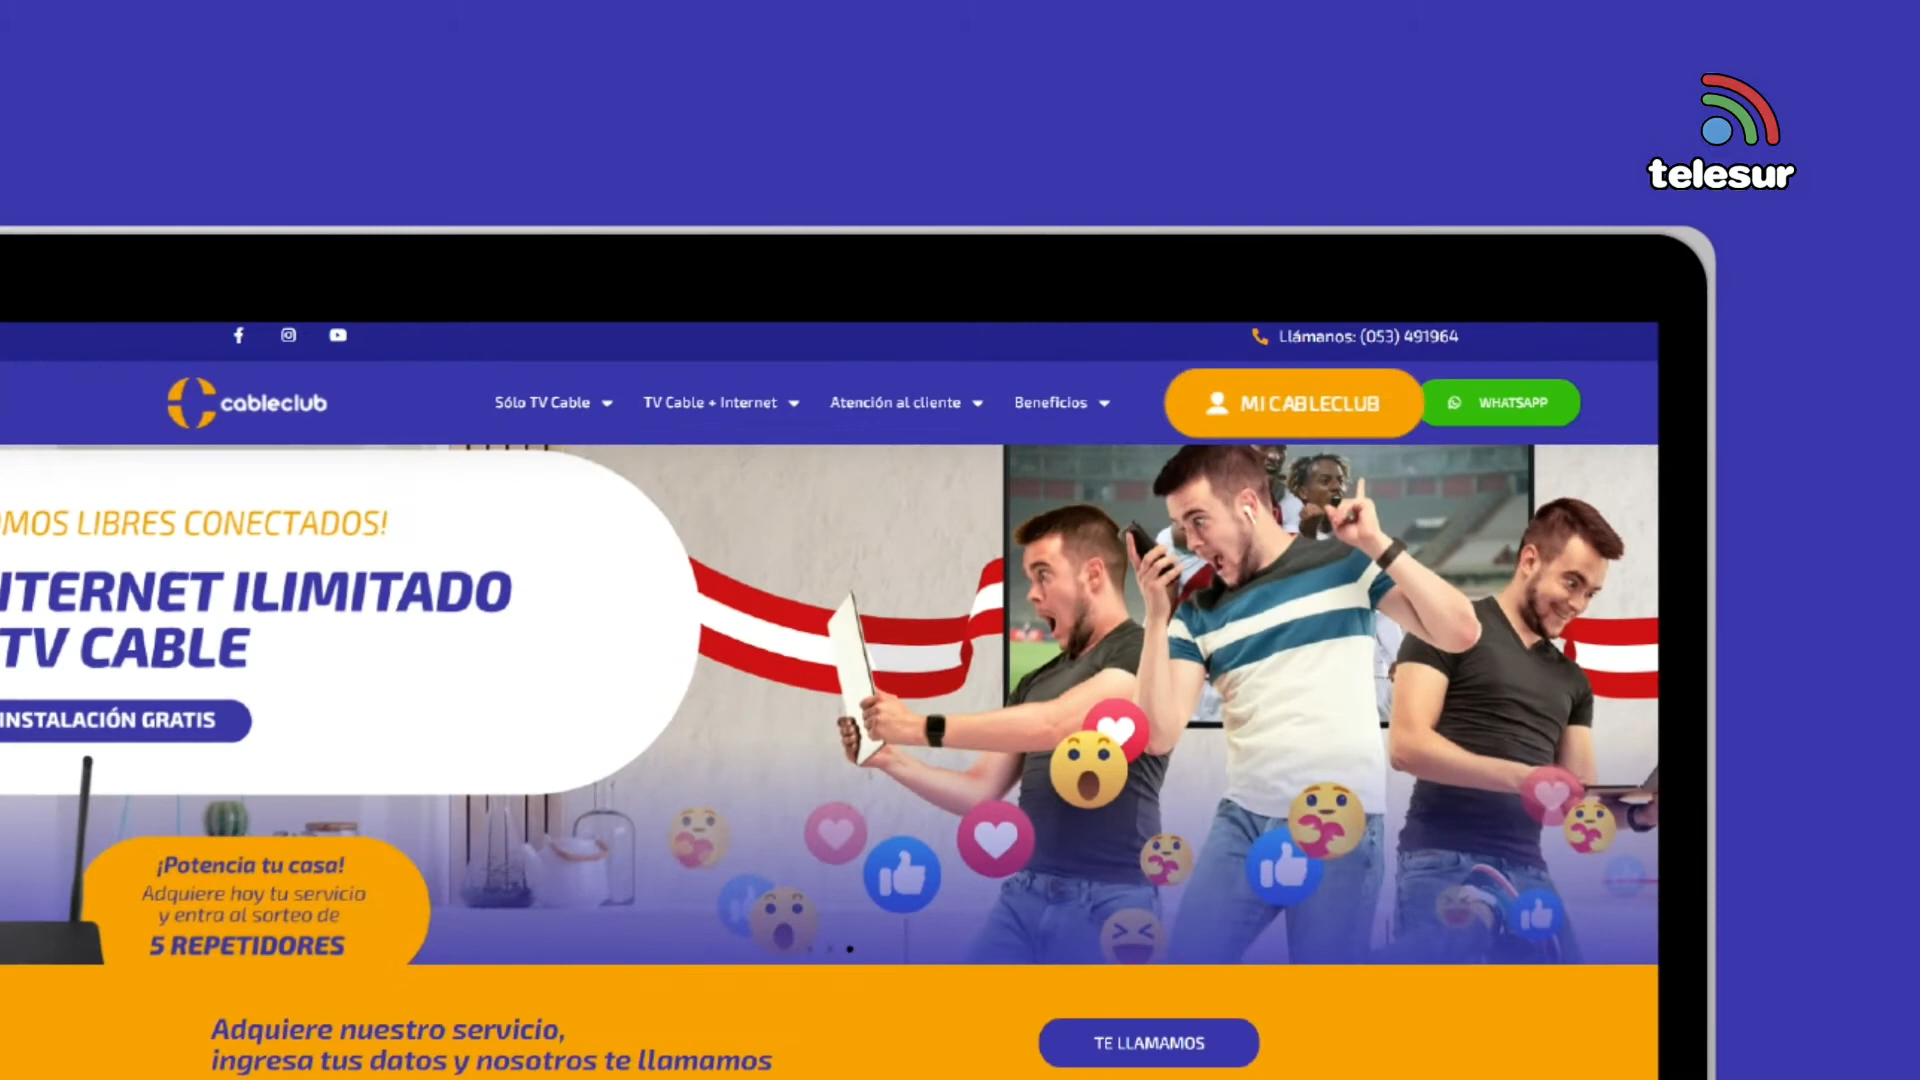 telesur
Llámanos: (053) 491964
cableclub
Sólo TV Cable
TV Cable + Internet
Atención al cliente
Beneficios
MI CABLECLUB
WHATSAPP
LIBRES CONECTADOS!
ILIMITADO
TV CABLE
INSTALACIÓN GRATIS
¡Potencia tu casa!
Adquiere hoy tu servicio
y entra al sorteo de
5 REPETIDORES
Adquiere nuestro servicio,
ingresa tus datos y nosotros te llamamos
TE LLAMAMOS